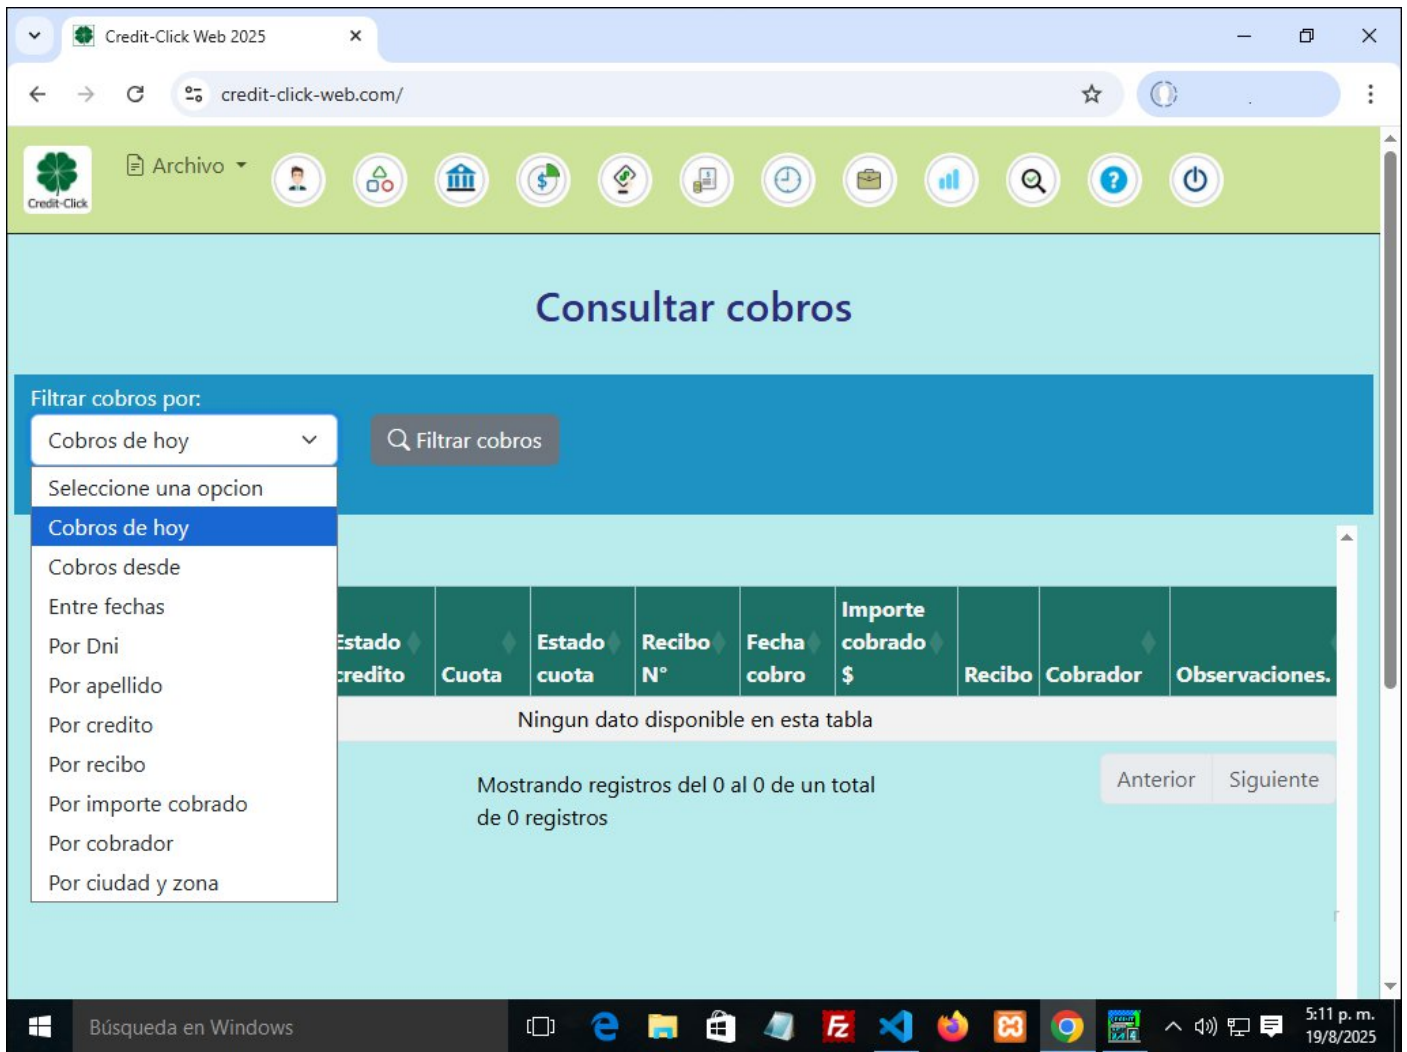 Credit-Click Web 2025
credit-click-web.com/
Credit-Click
Archivo
Consultar cobros
Filtrar cobros por:
Cobros de hoy
Filtrar cobros
Seleccione una opcion
Cobros de hoy
Cobros desde
Entre fechas
Por Dni
Por apellido
Por credito
Por recibo
Por importe cobrado
Por cobrador
Por ciudad y zona
Estado
credito
Cuota
Estado
cuota
Recibo
N°
Fecha
cobro
Importe
cobrado
$
Recibo
Cobrador
Observaciones.
Ningun dato disponible en esta tabla
Mostrando registros del 0 al 0 de un total
de 0 registros
Anterior
Siguiente
Búsqueda en Windows
5:11 p. m.
19/8/2025